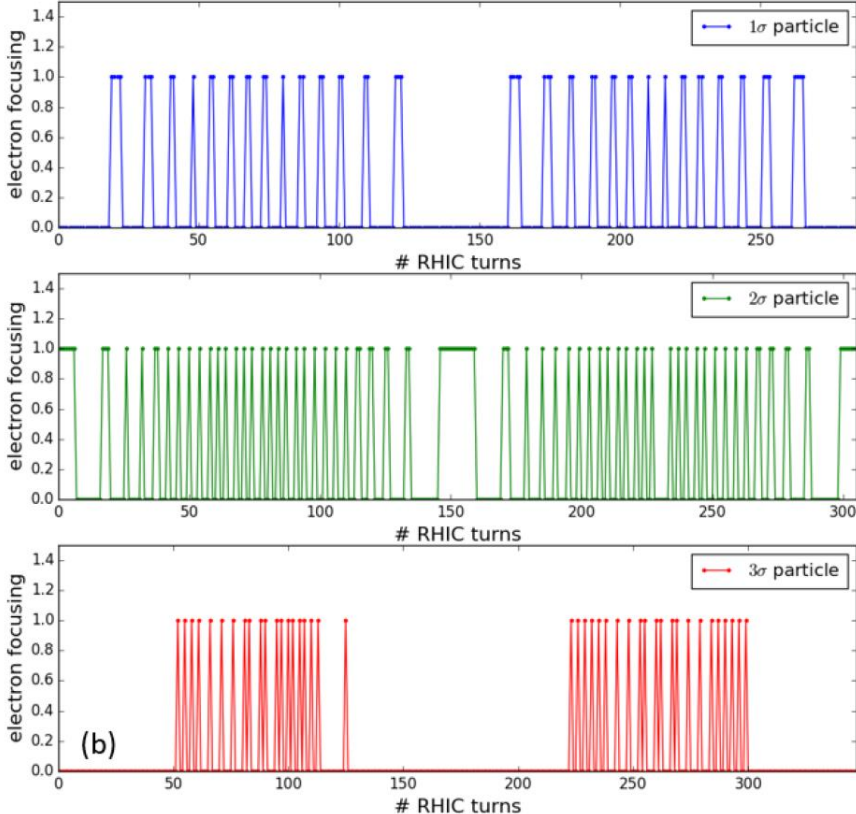 electron focusing
1.4
1.2
1.0
0.8
0.6
0.4
0.2
0.0
1σ particle
0 50 100 150 200 250
# RHIC turns
electron focusing
1.4
1.2
1.0
0.8
0.6
0.4
0.2
0.0
2σ particle
0 50 100 150 200 250 300
# RHIC turns
electron focusing
1.4
1.2
1.0
0.8
0.6
0.4
0.2
0.0
3σ particle
(b)
0 50 100 150 200 250 300
# RHIC turns